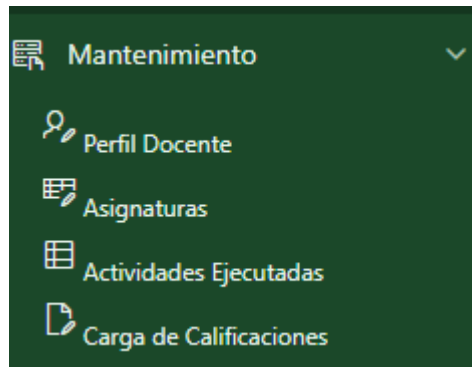 Mantenimiento
Perfil Docente
Asignaturas
Actividades Ejecutadas
Carga de Calificaciones